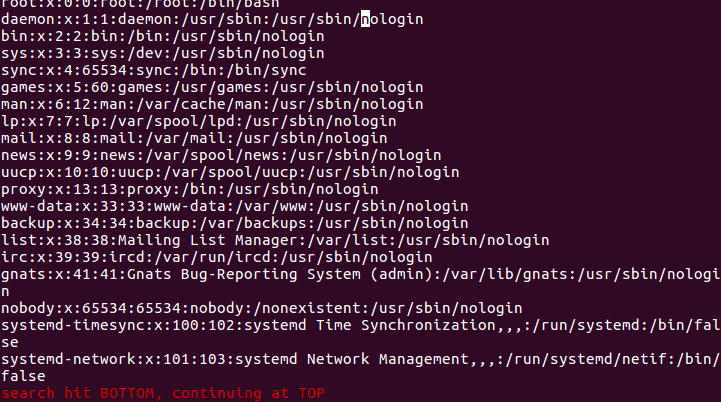 root:x:0:0:root:/root:/bin/bash
daemon:x:1:1:daemon:/usr/sbin:/usr/sbin/nologin
bin:x:2:2:bin:/bin:/usr/sbin/nologin
sys:x:3:3:sys:/dev:/usr/sbin/nologin
sync:x:4:65534:sync:/bin:/bin/sync
games:x:5:60:games:/usr/games:/usr/sbin/nologin
man:x:6:12:man:/var/cache/man:/usr/sbin/nologin
lp:x:7:7:lp:/var/spool/lpd:/usr/sbin/nologin
mail:x:8:8:mail:/var/mail:/usr/sbin/nologin
news:x:9:9:news:/var/spool/news:/usr/sbin/nologin
uucp:x:10:10:uucp:/var/spool/uucp:/usr/sbin/nologin
proxy:x:13:13:proxy:/bin:/usr/sbin/nologin
www-data:x:33:33:www-data:/var/www:/usr/sbin/nologin
backup:x:34:34:backup:/var/backups:/usr/sbin/nologin
list:x:38:38:Mailing List Manager:/var/list:/usr/sbin/nologin
irc:x:39:39:ircd:/var/run/ircd:/usr/sbin/nologin
gnats:x:41:41:Gnats Bug-Reporting System (admin):/var/lib/gnats:/usr/sbin/nologi
n
nobody:x:65534:65534:nobody:/nonexistent:/usr/sbin/nologin
systemd-timesync:x:100:102:systemd Time Synchronization,,,:/run/systemd:/bin/fal
se
systemd-network:x:101:103:systemd Network Management,,,:/run/systemd/netif:/bin/
false
search hit BOTTOM, continuing at TOP